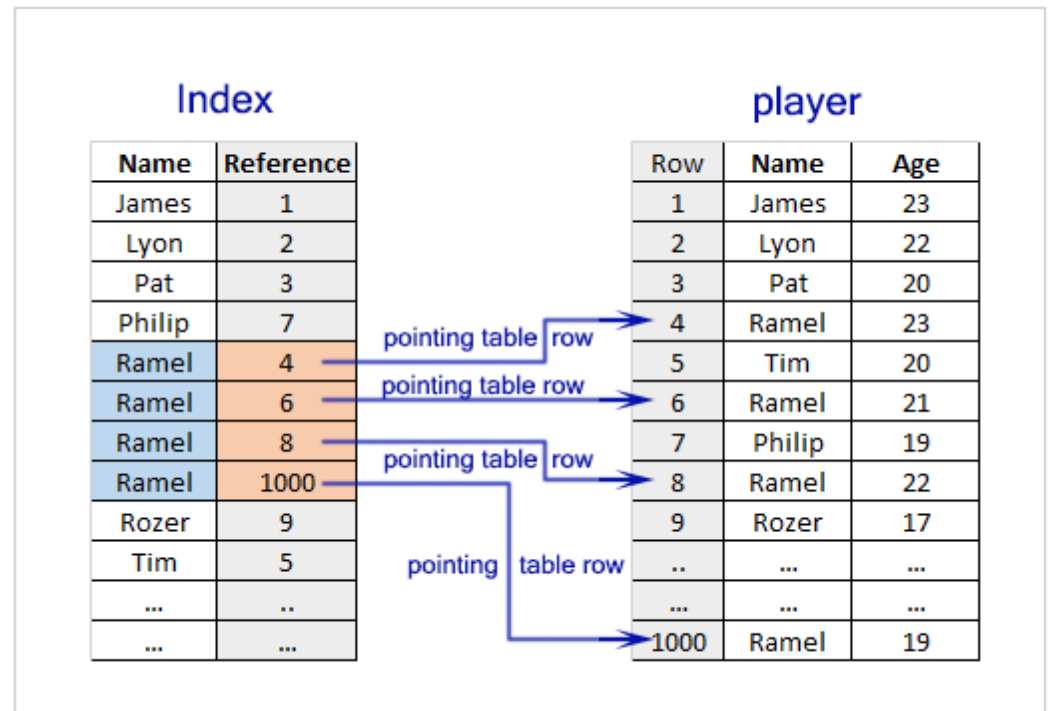 Index
Name Reference
James 1
Lyon 2
Pat 3
Philip 7
Ramel 4
Ramel 6
Ramel 8
Ramel 1000
Rozer 9
Tim 5
... ..
... ...
pointing table row
pointing table row
pointing table row
pointing table row
player
Row Name Age
1 James 23
2 Lyon 22
3 Pat 20
4 Ramel 23
5 Tim 20
6 Ramel 21
7 Philip 19
8 Ramel 22
9 Rozer 17
.. ... ...
... ... ...
1000 Ramel 19